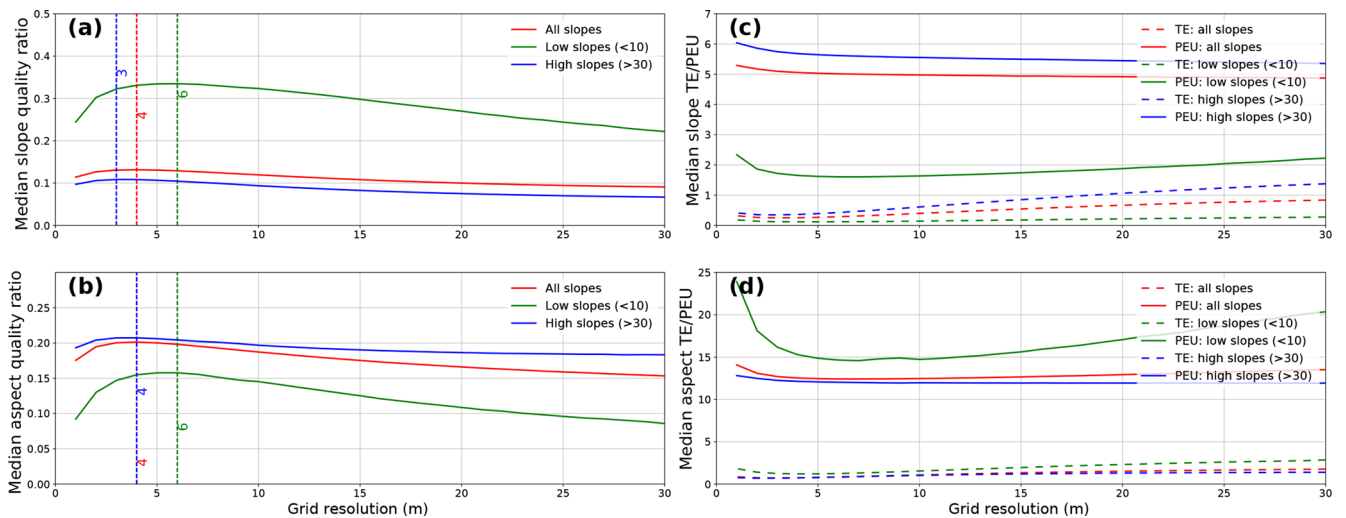 (a)
Median slope quality ratio
0.5
0.4
0.3
0.2
0.1
0.0
0
5
10
15
20
25
30
3
4
6
All slopes
Low slopes (<10)
High slopes (>30)
(c)
Median slope TE/PEU
7
6
5
4
3
2
1
0
0
5
10
15
20
25
30
TE: all slopes
PEU: all slopes
TE: low slopes (<10)
PEU: low slopes (<10)
TE: high slopes (>30)
PEU: high slopes (>30)
(b)
Median aspect quality ratio
0.25
0.20
0.15
0.10
0.05
0.00
0
5
10
15
20
25
30
4
4
6
All slopes
Low slopes (<10)
High slopes (>30)
Grid resolution (m)
(d)
Median aspect TE/PEU
25
20
15
10
5
0
0
5
10
15
20
25
30
TE: all slopes
PEU: all slopes
TE: low slopes (<10)
PEU: low slopes (<10)
TE: high slopes (>30)
PEU: high slopes (>30)
Grid resolution (m)